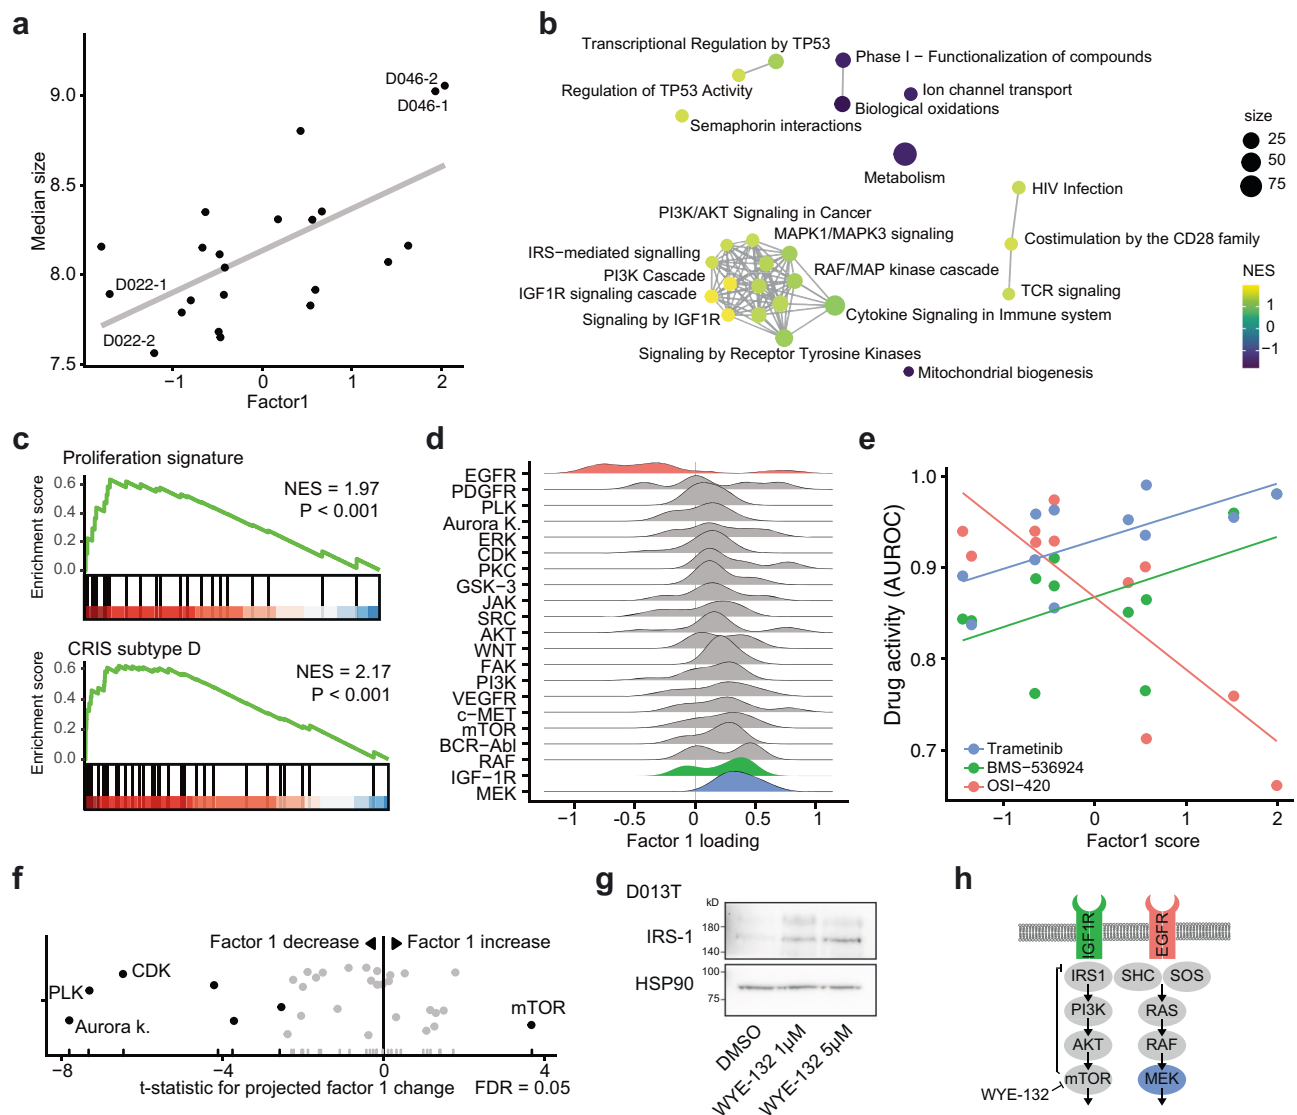 a
Median size
9.0
8.5
8.0
7.5
D046-2
D046-1
D022-1
D022-2
−1
0
1
2
Factor1
b
Transcriptional Regulation by TP53
Regulation of TP53 Activity
Semaphorin interactions
Phase I − Functionalization of compounds
Ion channel transport
Biological oxidations
Metabolism
HIV Infection
Costimulation by the CD28 family
TCR signaling
PI3K/AKT Signaling in Cancer
MAPK1/MAPK3 signaling
IRS−mediated signalling
RAF/MAP kinase cascade
PI3K Cascade
IGF1R signaling cascade
Signaling by IGF1R
Cytokine Signaling in Immune system
Signaling by Receptor Tyrosine Kinases
Mitochondrial biogenesis
size
25
50
75
NES
1
0
−1
c
Proliferation signature
Enrichment score
0.6
0.4
0.2
0.0
NES = 1.97
P < 0.001
CRIS subtype D
Enrichment score
0.6
0.4
0.2
0.0
NES = 2.17
P < 0.001
d
EGFR
PDGFR
PLK
Aurora K.
ERK
CDK
PKC
GSK−3
JAK
SRC
AKT
WNT
FAK
PI3K
VEGFR
c−MET
mTOR
BCR−Abl
RAF
IGF−1R
MEK
−1
−0.5
0
0.5
1
Factor 1 loading
e
Drug activity (AUROC)
1.0
0.9
0.8
0.7
Trametinib
BMS-536924
OSI-420
−1
0
1
2
Factor1 score
f
Factor 1 decrease
Factor 1 increase
CDK
PLK
Aurora k.
mTOR
−8
−4
0
4
t-statistic for projected factor 1 change
FDR = 0.05
g
D013T
kD
IRS-1
180
140
HSP90
100
75
DMSO
WYE-132 1μM
WYE-132 5μM
h
IGF1R
EGFR
IRS1
SHC
SOS
PI3K
RAS
AKT
RAF
mTOR
MEK
WYE-132